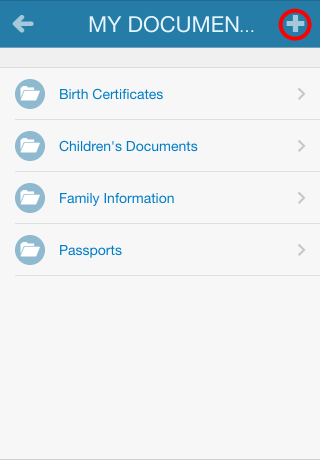 MY DOCUMEN...
Birth Certificates
Children's Documents
Family Information
Passports